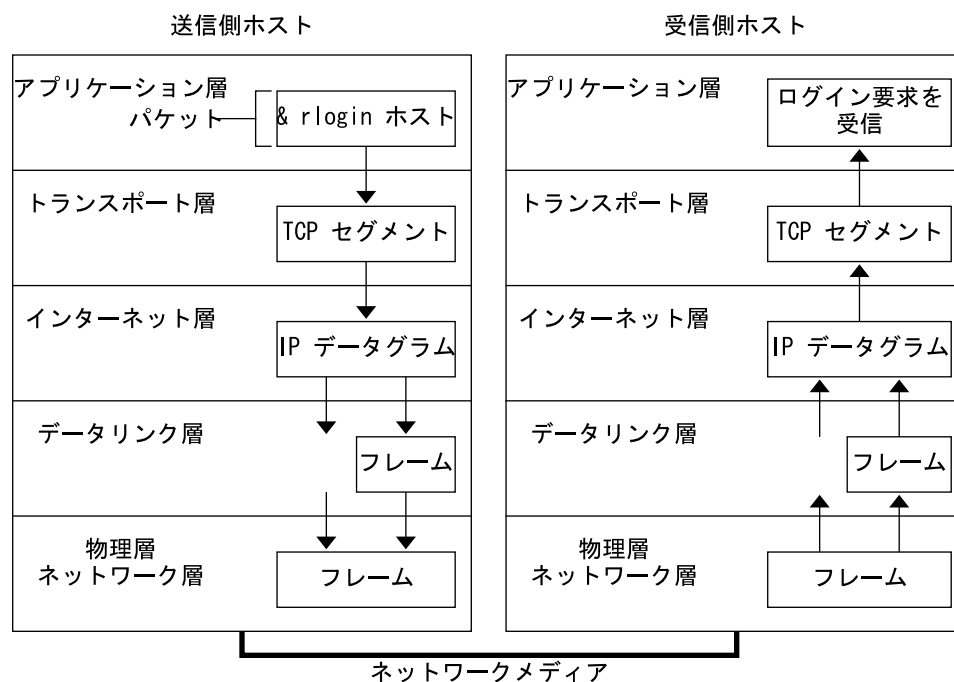 送信側ホスト
アプリケーション層
パケット
& rlogin ホスト
トランスポート層
TCP セグメント
インターネット層
IP データグラム
データリンク層
フレーム
物理層
ネットワーク層
フレーム
受信側ホスト
アプリケーション層
ログイン要求を
受信
トランスポート層
TCP セグメント
インターネット層
IP データグラム
データリンク層
フレーム
物理層
ネットワーク層
フレーム
ネットワークメディア